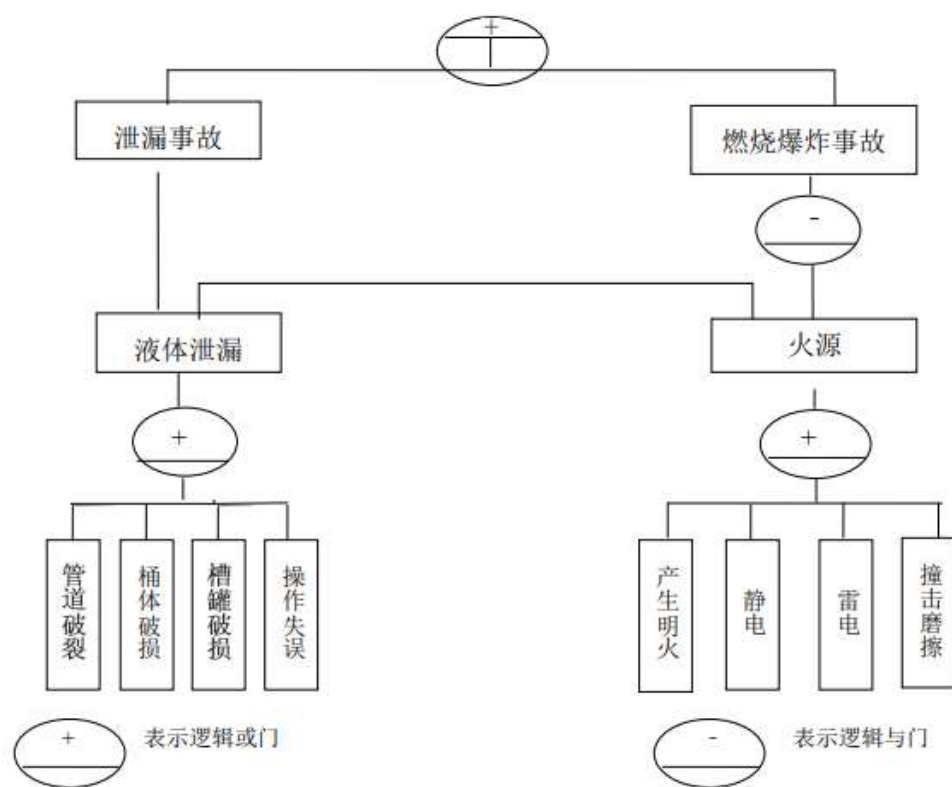 +
泄漏事故
燃烧爆炸事故
-
液体泄漏
火源
+
+
管道破裂
桶体破损
槽罐破损
操作失误
产生明火
静电
雷电
撞击磨擦
+
表示逻辑或门
-
表示逻辑与门